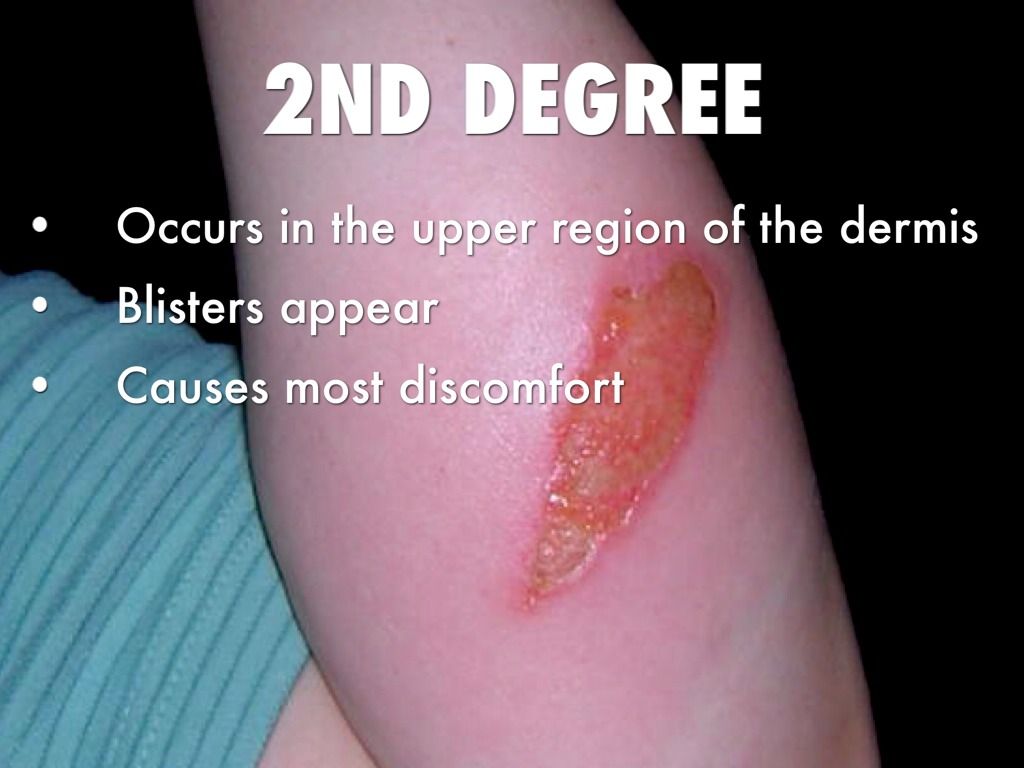 2ND DEGREE
• Occurs in the upper region of the dermis
• Blisters appear
• Causes most discomfort